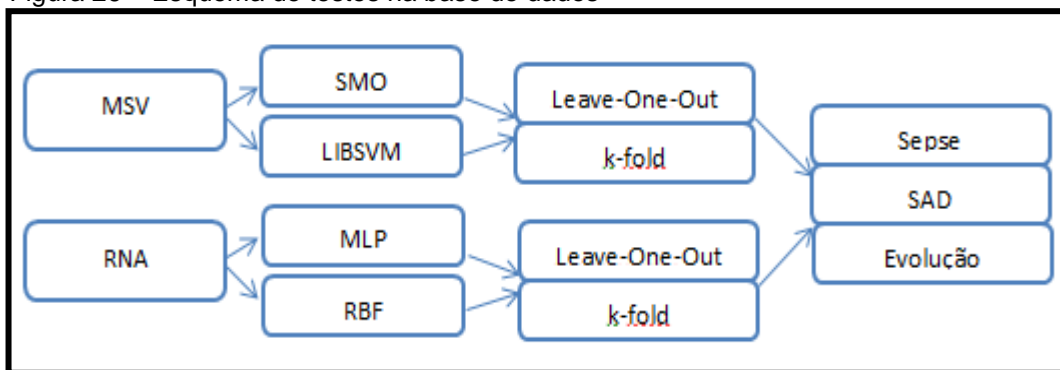 MSV
SMO
LIBSVM
Leave-One-Out
k-fold
RNA
MLP
RBF
Leave-One-Out
k-fold
Sepse
SAD
Evolução